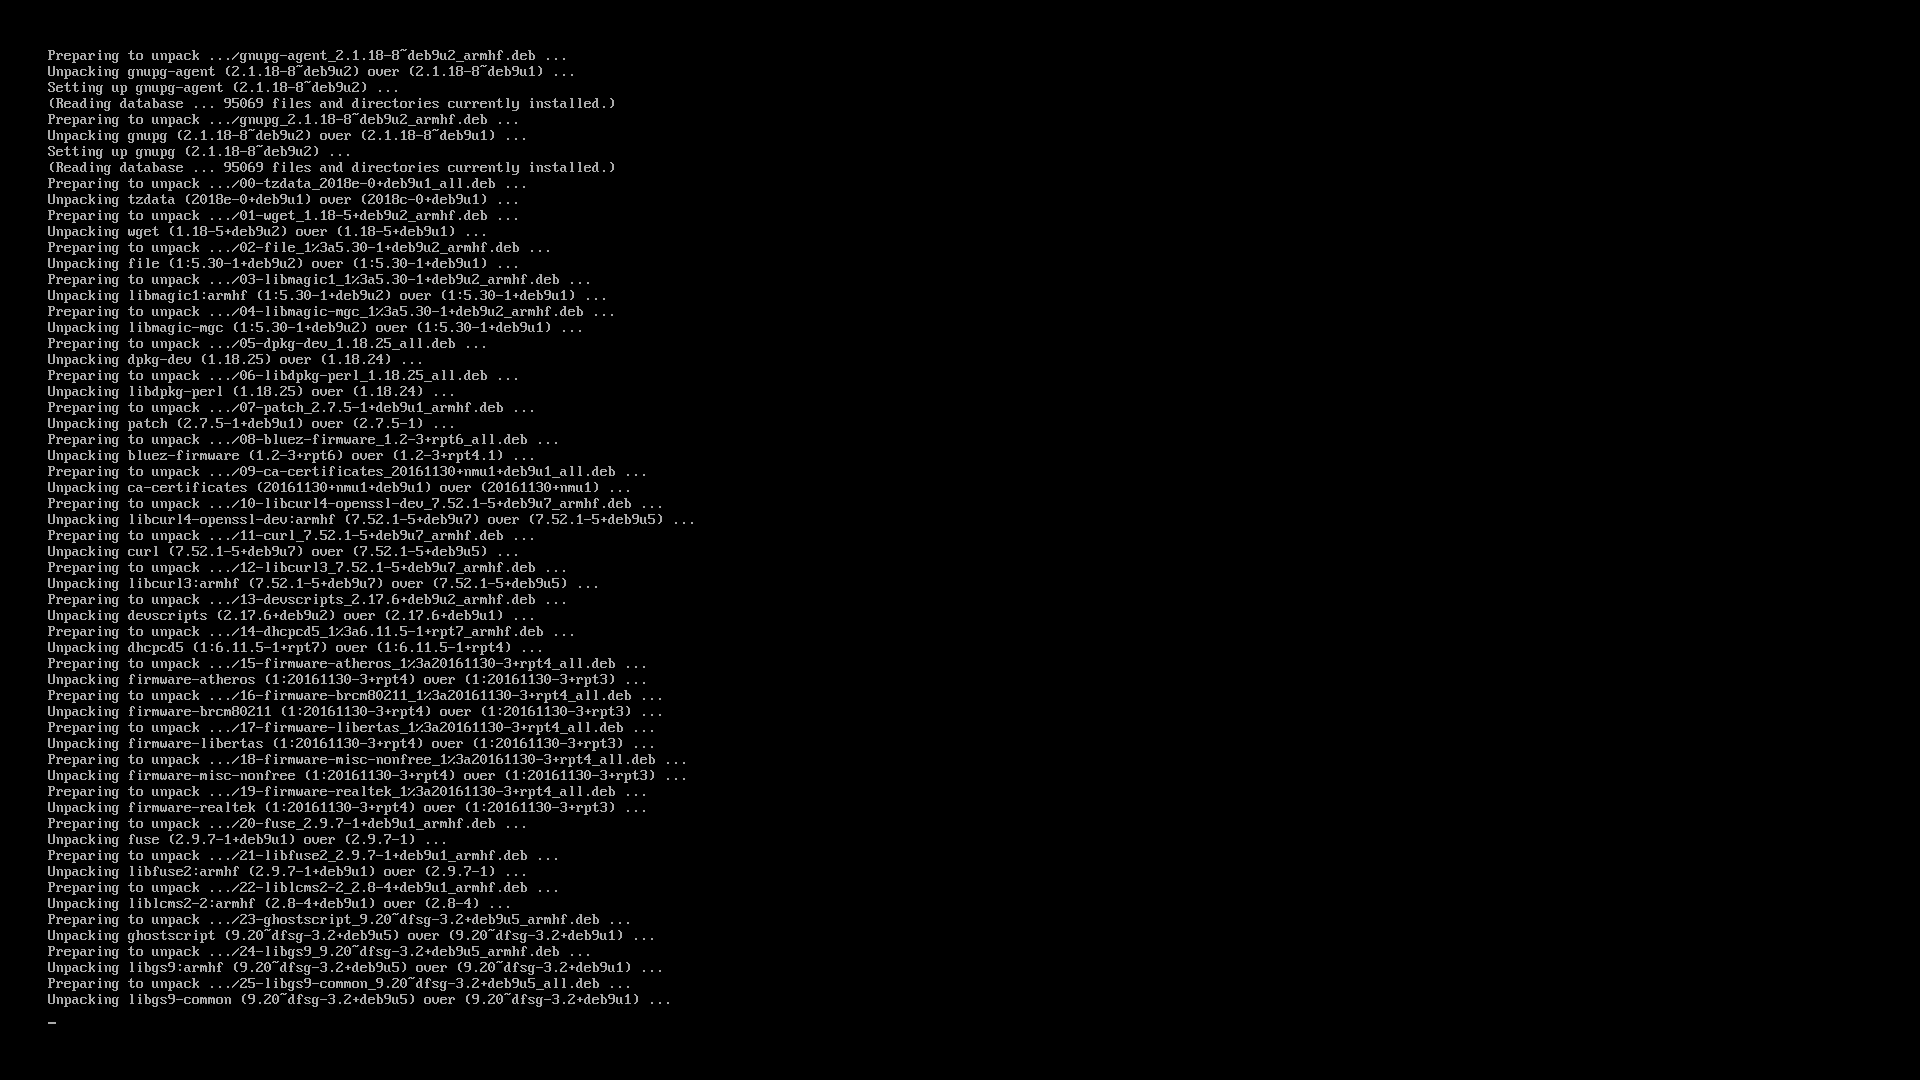 Preparing to unpack .../gnupg-agent_2.1.18-8~deb9u2_armhf.deb ...
Unpacking gnupg-agent (2.1.18-8~deb9u2) over (2.1.18-8~deb9u1) ...
Setting up gnupg-agent (2.1.18-8~deb9u2) ...
(Reading database ... 95069 files and directories currently installed.)
Preparing to unpack .../gnupg_2.1.18-8~deb9u2_armhf.deb ...
Unpacking gnupg (2.1.18-8~deb9u2) over (2.1.18-8~deb9u1) ...
Setting up gnupg (2.1.18-8~deb9u2) ...
(Reading database ... 95069 files and directories currently installed.)
Preparing to unpack .../00-tzdata_2018e-0+deb9u1_all.deb ...
Unpacking tzdata (2018e-0+deb9u1) over (2018c-0+deb9u1) ...
Preparing to unpack .../01-wget_1.18-5+deb9u2_armhf.deb ...
Unpacking wget (1.18-5+deb9u2) over (1.18-5+deb9u1) ...
Preparing to unpack .../02-file_1%3a5.30-1+deb9u2_armhf.deb ...
Unpacking file (1:5.30-1+deb9u2) over (1:5.30-1+deb9u1) ...
Preparing to unpack .../03-libmagic1_1%3a5.30-1+deb9u2_armhf.deb ...
Unpacking libmagic1:armhf (1:5.30-1+deb9u2) over (1:5.30-1+deb9u1) ...
Preparing to unpack .../04-libmagic-mgc_1%3a5.30-1+deb9u2_armhf.deb ...
Unpacking libmagic-mgc (1:5.30-1+deb9u2) over (1:5.30-1+deb9u1) ...
Preparing to unpack .../05-dpkg-dev_1.18.25_all.deb ...
Unpacking dpkg-dev (1.18.25) over (1.18.24) ...
Preparing to unpack .../06-libdpkg-perl_1.18.25_all.deb ...
Unpacking libdpkg-perl (1.18.25) over (1.18.24) ...
Preparing to unpack .../07-patch_2.7.5-1+deb9u1_armhf.deb ...
Unpacking patch (2.7.5-1+deb9u1) over (2.7.5-1) ...
Preparing to unpack .../08-bluez-firmware_1.2-3+rpt6_all.deb ...
Unpacking bluez-firmware (1.2-3+rpt6) over (1.2-3+rpt4.1) ...
Preparing to unpack .../09-ca-certificates_20161130+nmu1+deb9u1_all.deb ...
Unpacking ca-certificates (20161130+nmu1+deb9u1) over (20161130+nmu1) ...
Preparing to unpack .../10-libcurl4-openssl-dev_7.52.1-5+deb9u7_armhf.deb ...
Unpacking libcurl4-openssl-dev:armhf (7.52.1-5+deb9u7) over (7.52.1-5+deb9u5) ...
Preparing to unpack .../11-curl_7.52.1-5+deb9u7_armhf.deb ...
Unpacking curl (7.52.1-5+deb9u7) over (7.52.1-5+deb9u5) ...
Preparing to unpack .../12-libcurl3_7.52.1-5+deb9u7_armhf.deb ...
Unpacking libcurl3:armhf (7.52.1-5+deb9u7) over (7.52.1-5+deb9u5) ...
Preparing to unpack .../13-devscripts_2.17.6+deb9u2_armhf.deb ...
Unpacking devscripts (2.17.6+deb9u2) over (2.17.6+deb9u1) ...
Preparing to unpack .../14-dhcpcd5_1%3a6.11.5-1+rpt7_armhf.deb ...
Unpacking dhcpcd5 (1:6.11.5-1+rpt7) over (1:6.11.5-1+rpt4) ...
Preparing to unpack .../15-firmware-atheros_1%3a20161130-3+rpt4_all.deb ...
Unpacking firmware-atheros (1:20161130-3+rpt4) over (1:20161130-3+rpt3) ...
Preparing to unpack .../16-firmware-brcm80211_1%3a20161130-3+rpt4_all.deb ...
Unpacking firmware-brcm80211 (1:20161130-3+rpt4) over (1:20161130-3+rpt3) ...
Preparing to unpack .../17-firmware-libertas_1%3a20161130-3+rpt4_all.deb ...
Unpacking firmware-libertas (1:20161130-3+rpt4) over (1:20161130-3+rpt3) ...
Preparing to unpack .../18-firmware-misc-nonfree_1%3a20161130-3+rpt4_all.deb ...
Unpacking firmware-misc-nonfree (1:20161130-3+rpt4) over (1:20161130-3+rpt3) ...
Preparing to unpack .../19-firmware-realtek_1%3a20161130-3+rpt4_all.deb ...
Unpacking firmware-realtek (1:20161130-3+rpt4) over (1:20161130-3+rpt3) ...
Preparing to unpack .../20-fuse_2.9.7-1+deb9u1_armhf.deb ...
Unpacking fuse (2.9.7-1+deb9u1) over (2.9.7-1) ...
Preparing to unpack .../21-libfuse2_2.9.7-1+deb9u1_armhf.deb ...
Unpacking libfuse2:armhf (2.9.7-1+deb9u1) over (2.9.7-1) ...
Preparing to unpack .../22-liblcms2-2_2.8-4+deb9u1_armhf.deb ...
Unpacking liblcms2-2:armhf (2.8-4+deb9u1) over (2.8-4) ...
Preparing to unpack .../23-ghostscript_9.20~dfsg-3.2+deb9u5_armhf.deb ...
Unpacking ghostscript (9.20~dfsg-3.2+deb9u5) over (9.20~dfsg-3.2+deb9u1) ...
Preparing to unpack .../24-libgs9_9.20~dfsg-3.2+deb9u5_armhf.deb ...
Unpacking libgs9:armhf (9.20~dfsg-3.2+deb9u5) over (9.20~dfsg-3.2+deb9u1) ...
Preparing to unpack .../25-libgs9-common_9.20~dfsg-3.2+deb9u5_all.deb ...
Unpacking libgs9-common (9.20~dfsg-3.2+deb9u5) over (9.20~dfsg-3.2+deb9u1) ...